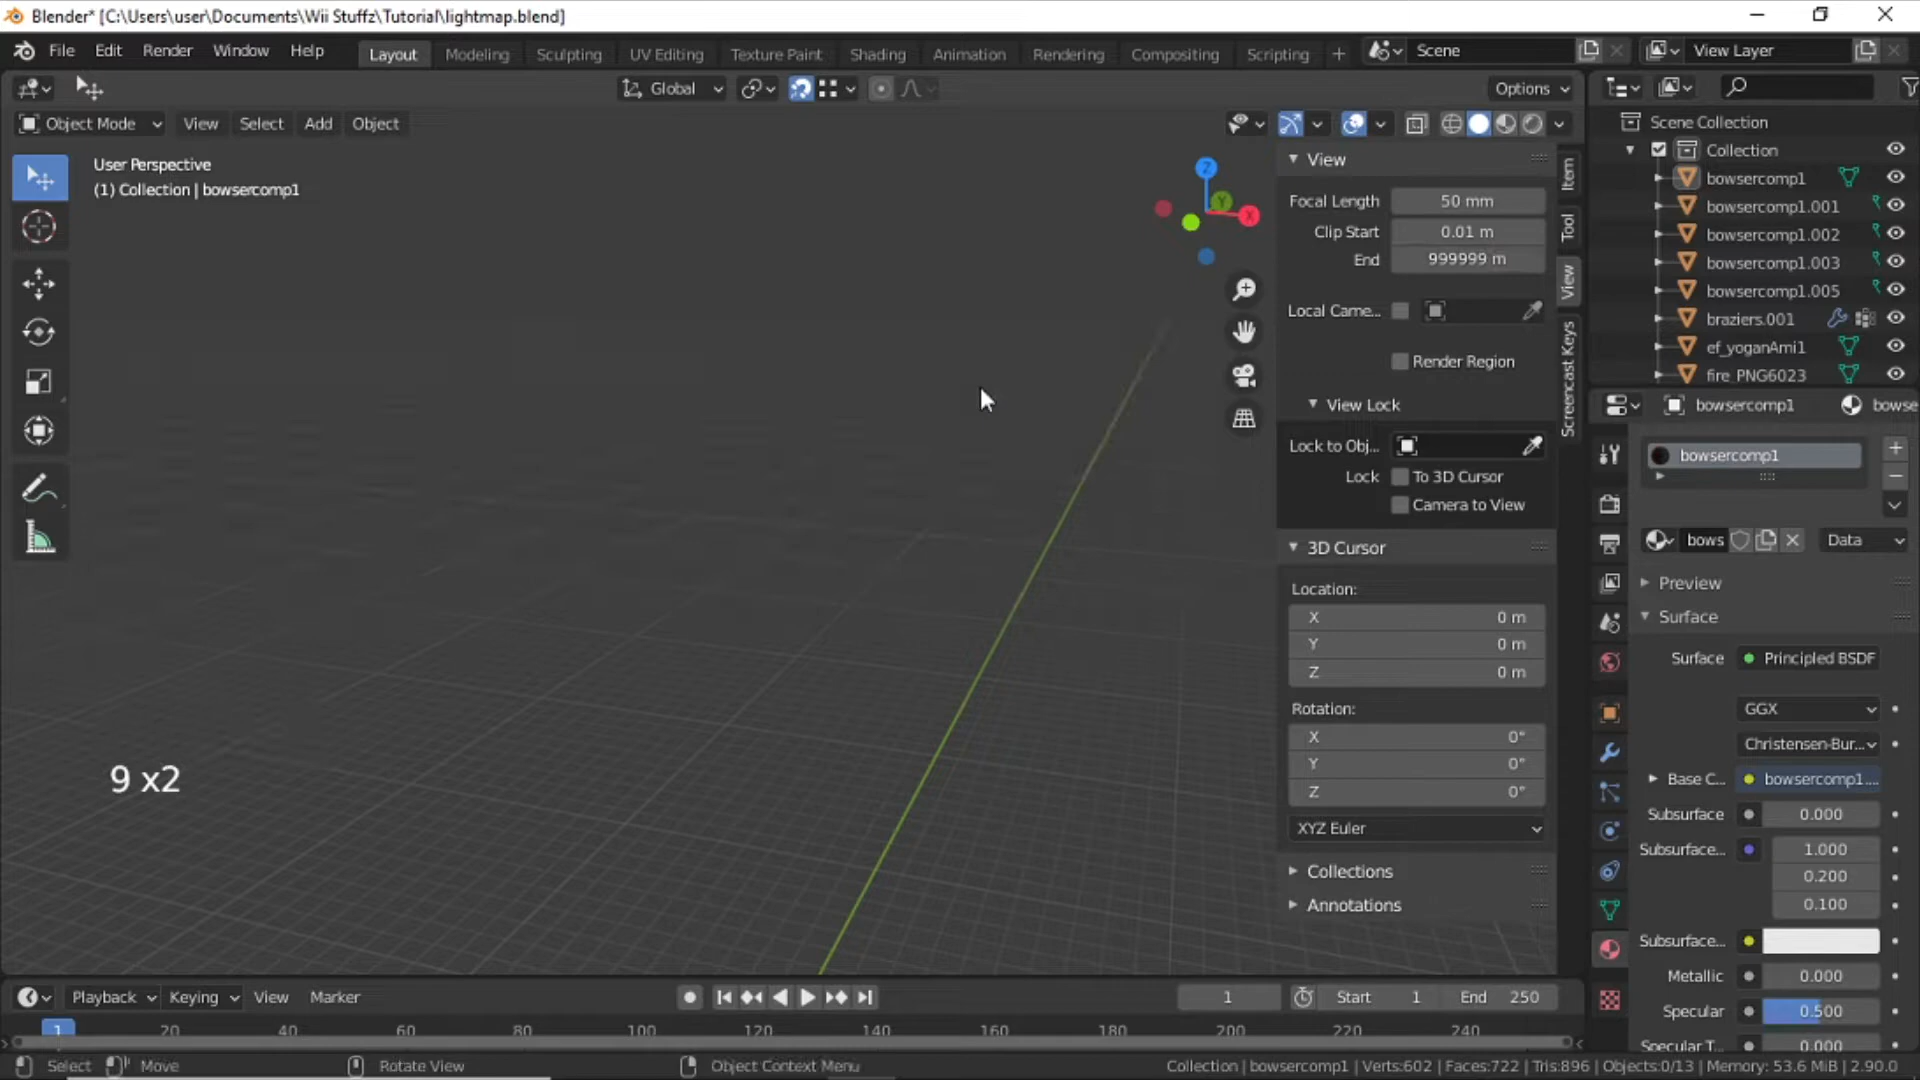 Blender* [C:\Users\user\Documents\Wii Stuffz\Tutorial\lightmap.blend]
File Edit Render Window Help Layout Modeling Sculpting UV Editing Texture Paint Shading Animation Rendering Compositing Scripting + Scene View Layer
Global Options
Object Mode View Select Add Object
User Perspective
(1) Collection | bowsercomp1
Z
Y
X
View
Focal Length 50 mm
Clip Start 0.01 m
End 999999 m
Local Came...
Render Region
View Lock
Lock to Obj...
Lock To 3D Cursor
Camera to View
3D Cursor
Location:
X 0 m
Y 0 m
Z 0 m
Rotation:
X 0°
Y 0°
Z 0°
XYZ Euler
Collections
Annotations
Item
Tool
View
Screencast Keys
Scene Collection
Collection
bowsercomp1
bowsercomp1.001
bowsercomp1.002
bowsercomp1.003
bowsercomp1.005
braziers.001
ef_yoganAmi1
fire_PNG6023
bowsercomp1 bowse
bowsercomp1
bows Data
Preview
Surface
Surface Principled BSDF
GGX
Christensen-Bur...
Base C... bowsercomp1....
Subsurface 0.000
Subsurface... 1.000
0.200
0.100
Subsurface...
Metallic 0.000
Specular 0.500
Specular T... 0.000
9 x2
Playback Keying View Marker 1 Start 1 End 250
1 20 40 60 80 100 120 140 160 180 200 220 240
Select Move Rotate View Object Context Menu Collection | bowsercomp1 | Verts:602 | Faces:722 | Tris:896 | Objects:0/13 | Memory: 53.6 MiB | 2.90.0